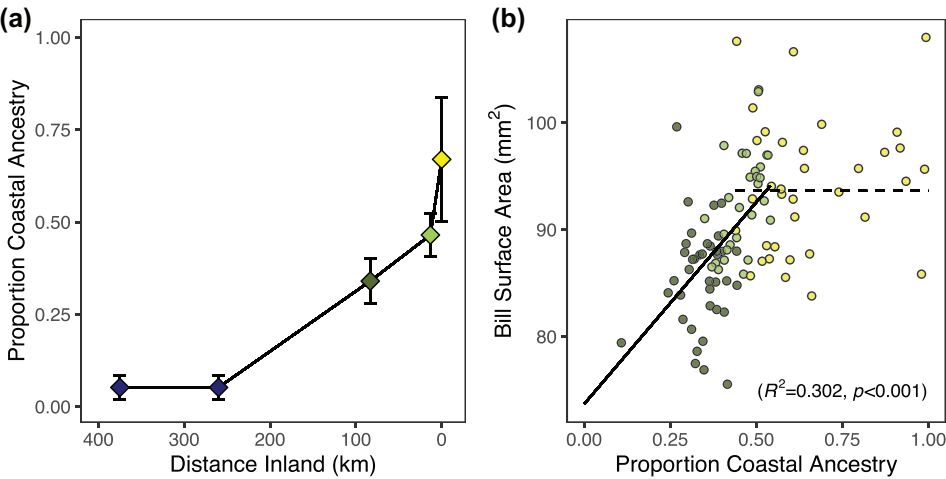 (a)
Proportion Coastal Ancestry
1.00
0.75
0.50
0.25
0.00
400 300 200 100 0
Distance Inland (km)
(b)
Bill Surface Area (mm²)
100
90
80
(R²=0.302, p<0.001)
0.00 0.25 0.50 0.75 1.00
Proportion Coastal Ancestry